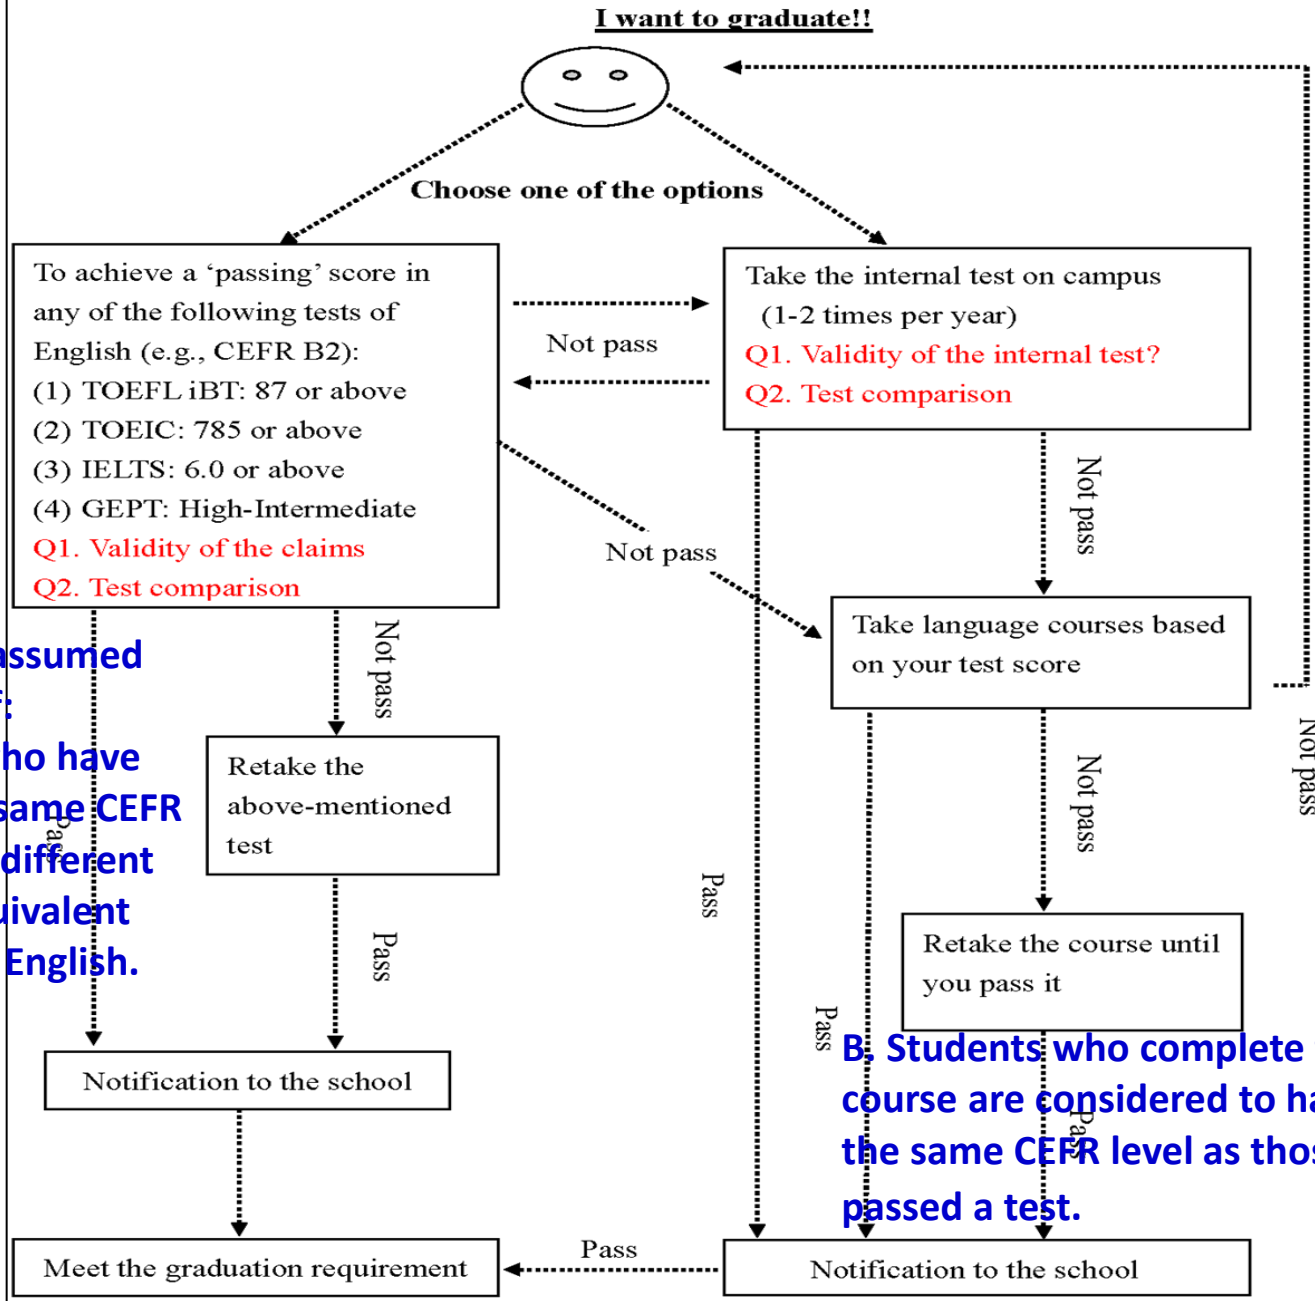 I want to graduate!!
Choose one of the options
To achieve a ‘passing’ score in
any of the following tests of
English (e.g., CEFR B2):
(1) TOEFL iBT: 87 or above
(2) TOEIC: 785 or above
(3) IELTS: 6.0 or above
(4) GEPT: High-Intermediate
Q1. Validity of the claims
Q2. Test comparison
Not pass
Take the internal test on campus
(1-2 times per year)
Q1. Validity of the internal test?
Q2. Test comparison
Not pass
Not pass
Take language courses based
on your test score
Not pass
Not pass
assumed
ho have
same CEFR
different
English.
Pass
Retake the
above-mentioned
test
Not pass
Pass
Pass
Pass
Retake the course until
you pass it
B. Students who complete
course are considered to
the same CEFR level as
passed a test.
Pass
Notification to the school
Meet the graduation requirement
Pass
Notification to the school